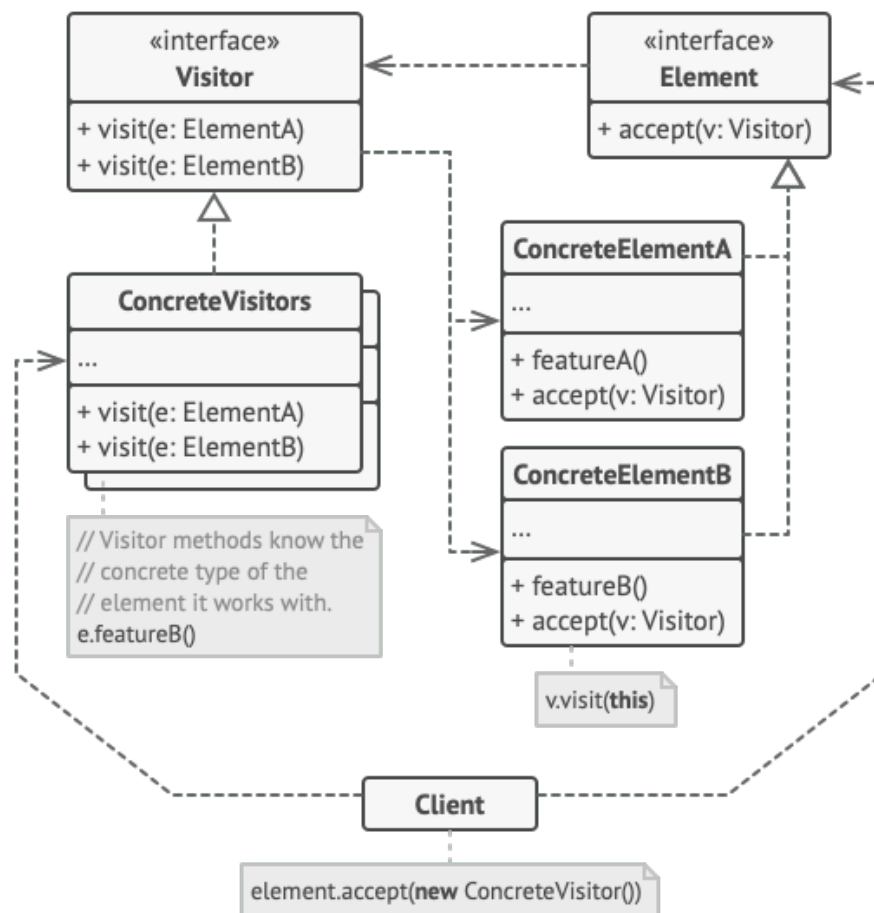 «interface»
Visitor
+ visit(e: ElementA)
+ visit(e: ElementB)
«interface»
Element
+ accept(v: Visitor)
ConcreteVisitors
...
+ visit(e: ElementA)
+ visit(e: ElementB)
// Visitor methods know the
// concrete type of the
// element it works with.
e.featureB()
ConcreteElementA
...
+ featureA()
+ accept(v: Visitor)
ConcreteElementB
...
+ featureB()
+ accept(v: Visitor)
v.visit(this)
Client
element.accept(new ConcreteVisitor())